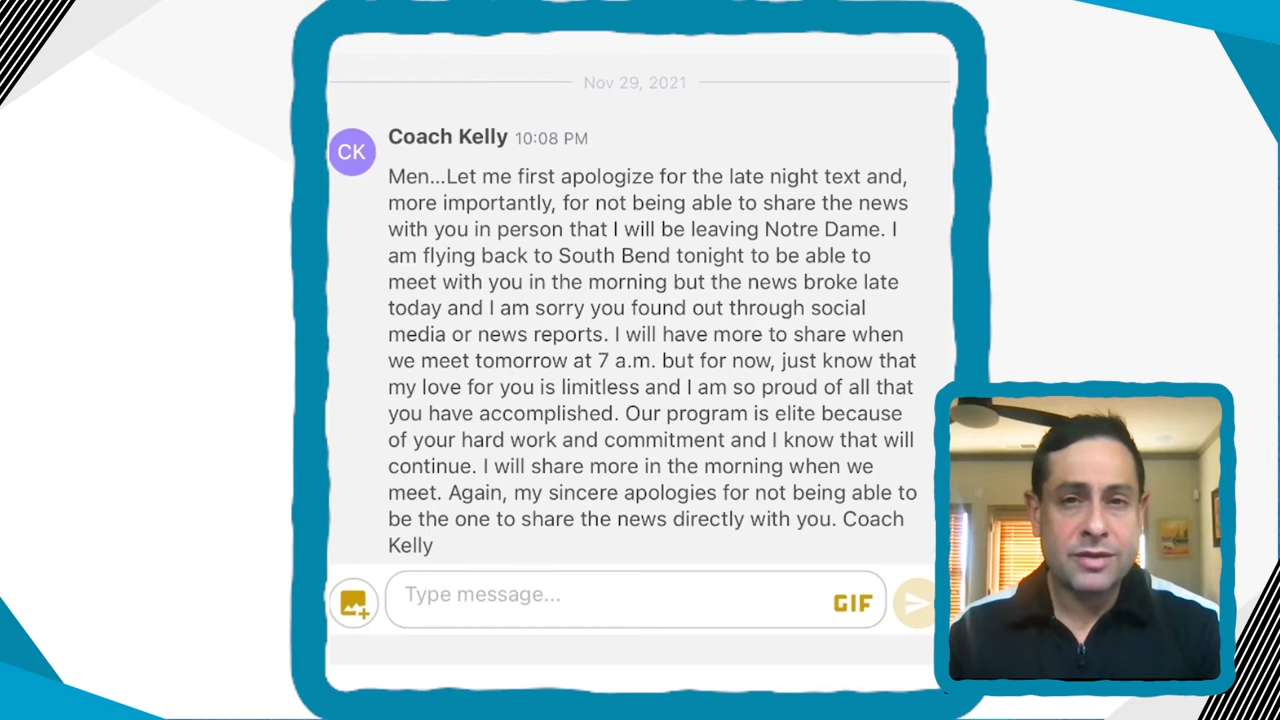 Nov 29, 2021
CK
Coach Kelly 10:08 PM
Men...Let me first apologize for the late night text and,
more importantly, for not being able to share the news
with you in person that I will be leaving Notre Dame. I
am flying back to South Bend tonight to be able to
meet with you in the morning but the news broke late
today and I am sorry you found out through social
media or news reports. I will have more to share when
we meet tomorrow at 7 a.m. but for now, just know that
my love for you is limitless and I am so proud of all that
you have accomplished. Our program is elite because
of your hard work and commitment and I know that will
continue. I will share more in the morning when we
meet. Again, my sincere apologies for not being able to
be the one to share the news directly with you. Coach
Kelly
Type message...
GIF